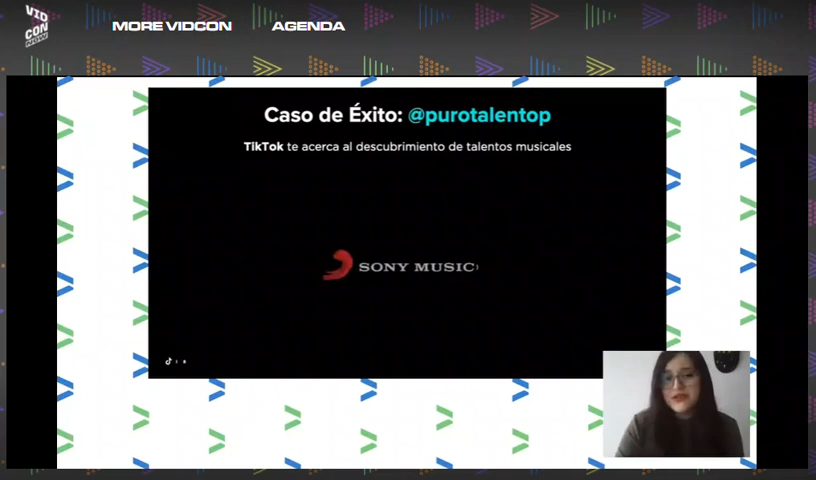 VID
CON
NOW
MORE VIDCON
AGENDA
Caso de Éxito: @purotalentop
TikTok te acerca al descubrimiento de talentos musicales
SONY MUSIC